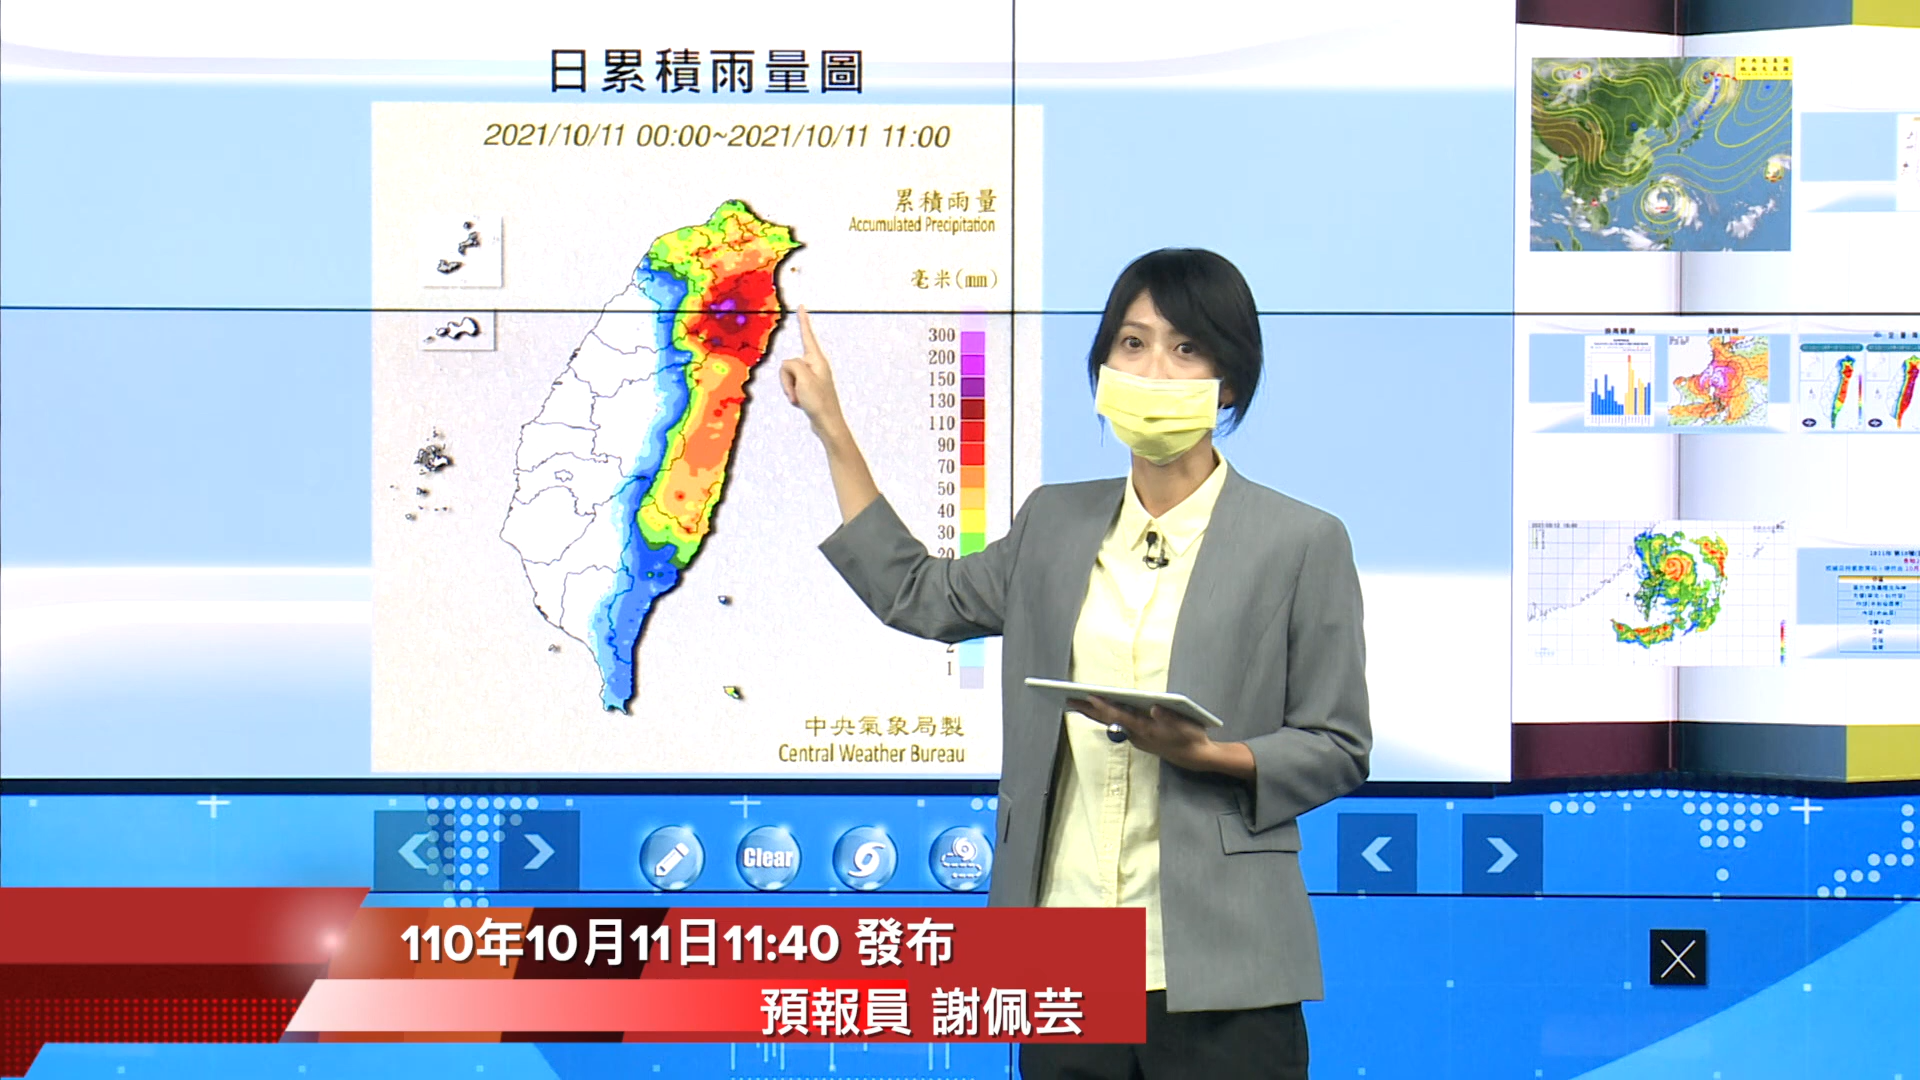 日累積雨量圖
2021/10/11 00:00~2021/10/11 11:00
累積雨量
Accumulated Precipitation
毫米(mm)
300
200
150
130
110
90
70
50
40
30
20
2
1
中央氣象局製
Central Weather Bureau
Clear
110年10月11日11:40 發布
預報員 謝佩芸